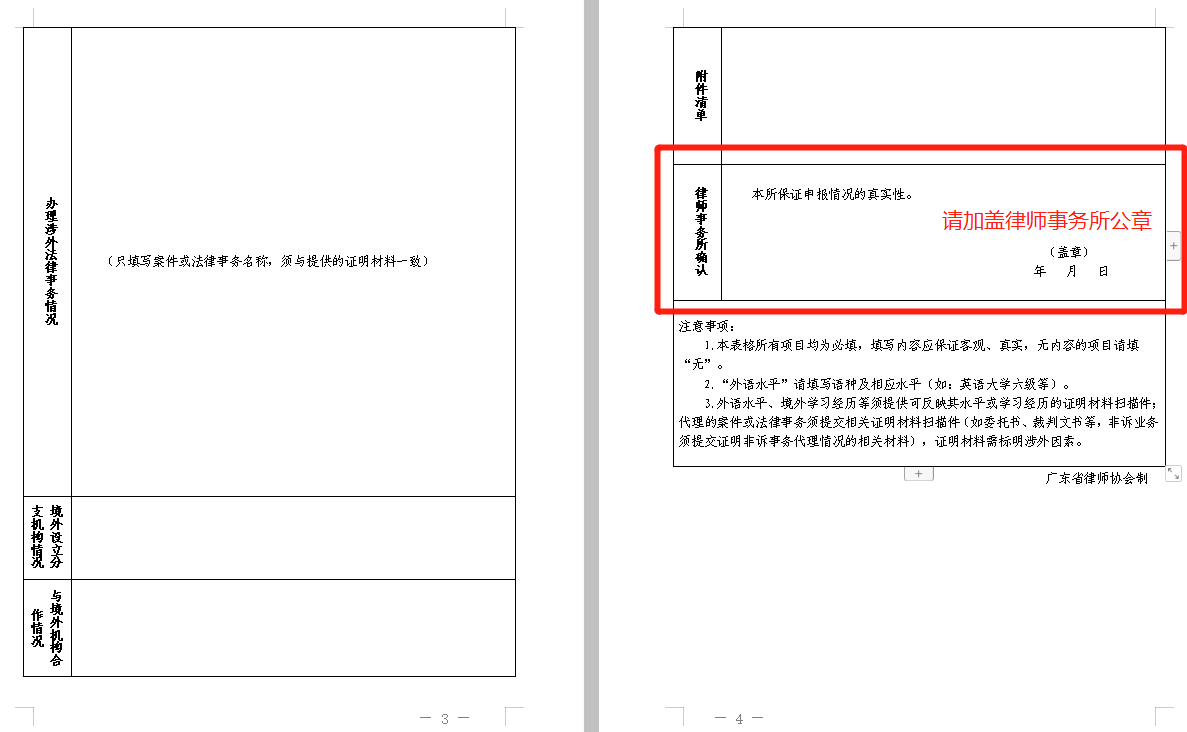 办理涉外法律事务情况
（只填写案件或法律事务名称，须与提供的证明材料一致）
境外设立分
支机构情况
与境外机构合
作情况
— 3 —
附件清单
律师事务所确认
本所保证申报情况的真实性。
请加盖律师事务所公章
（盖章）
年 月 日
注意事项：
1.本表格所有项目均为必填，填写内容应保证客观、真实，无内容的项目请填
“无”。
2.“外语水平”请填写语种及相应水平（如：英语大学六级等）。
3.外语水平、境外学习经历等须提供可反映其水平或学习经历的证明材料扫描件；
代理的案件或法律事务须提交相关证明材料扫描件（如委托书、裁判文书等，非诉业务
须提交证明非诉事务代理情况的相关材料），证明材料需标明涉外因素。
广东省律师协会制
— 4 —